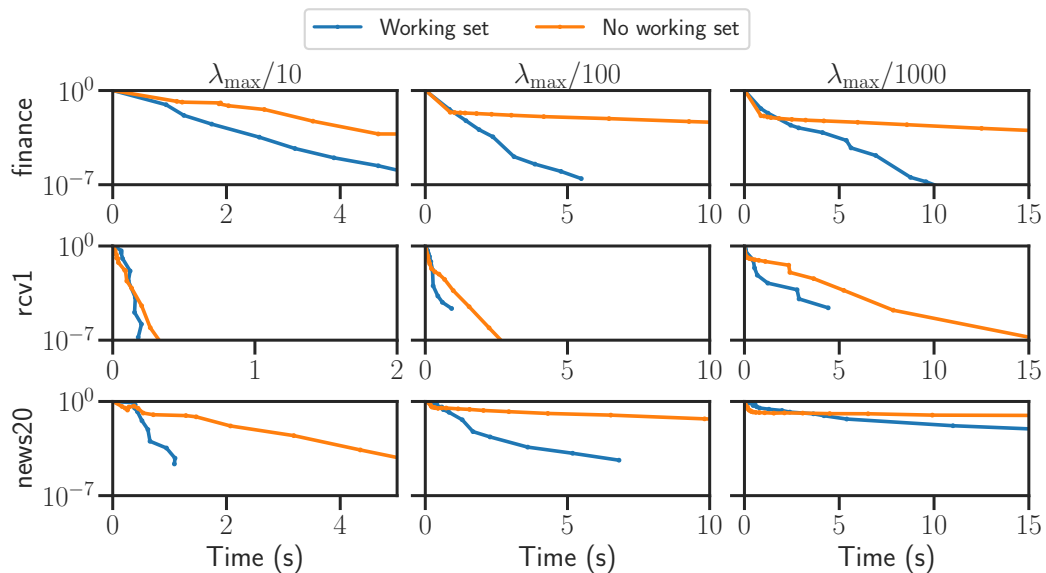 Working set No working set
λmax/10 λmax/100 λmax/1000
finance
10^0
10^-7
0 2 4
0 5 10
0 5 10 15
rcv1
10^0
10^-7
0 1 2
0 5 10
0 5 10 15
news20
10^0
10^-7
0 2 4
0 5 10
0 5 10 15
Time (s) Time (s) Time (s)